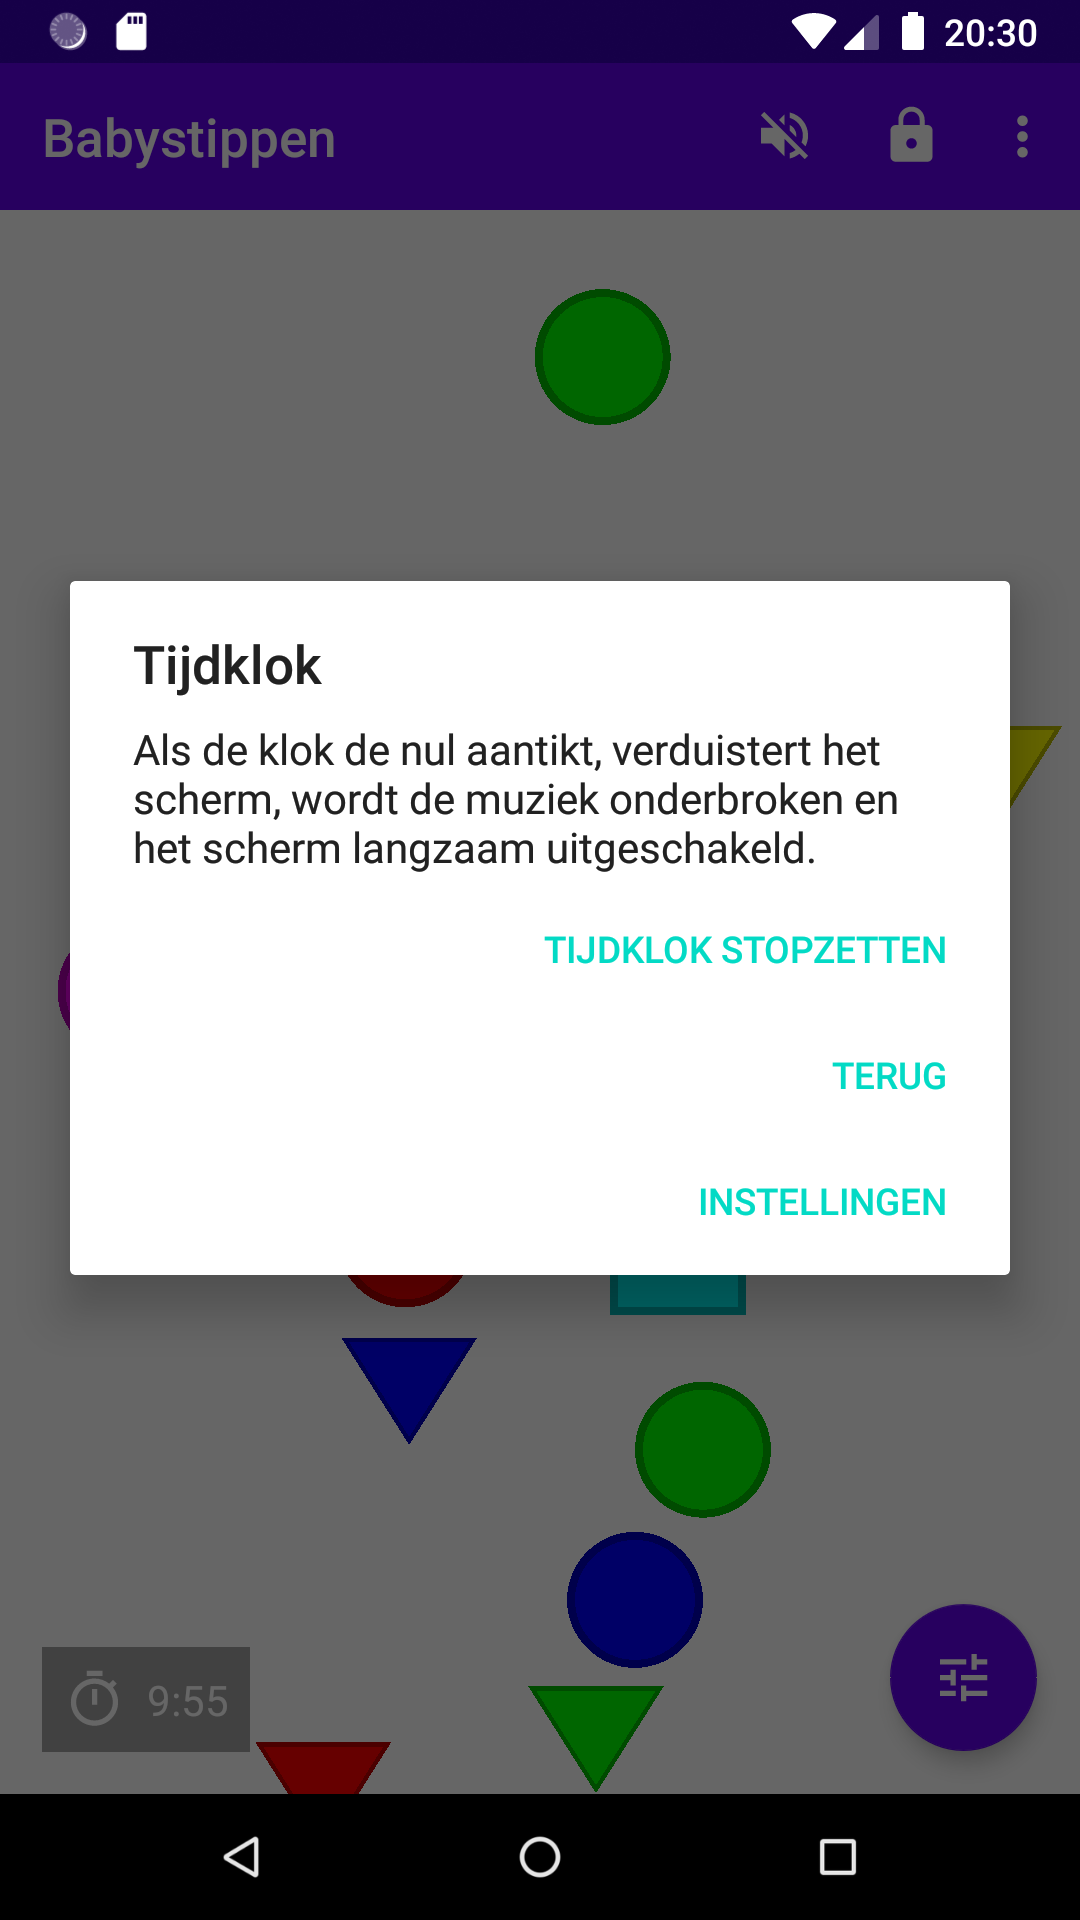 20:30
Babystippen
Tijdklok
Als de klok de nul aantikt, verduistert het
scherm, wordt de muziek onderbroken en
het scherm langzaam uitgeschakeld.
TIJDKLOK STOPZETTEN
TERUG
INSTELLINGEN
9:55